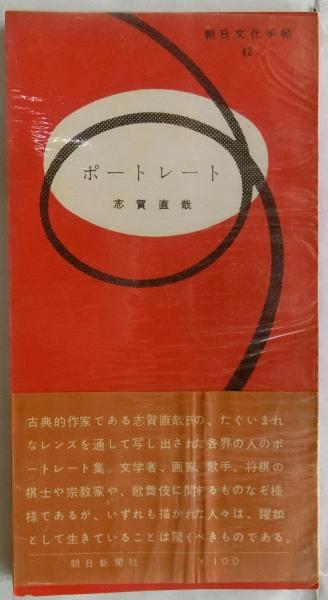 朝日文化手帖
42
ポートレート
志賀直哉
古典的作家である志賀直哉氏の、たぐいまれ
なレンズを通して写し出された各界の人のポ
ートレート集。文学者、画家、歌手、将棋の
棋士や宗教家や、歌舞伎に関するものなぞ様
様であるが、いずれも描かれた人々は、躍如
として生きていることは驚くべきものである。
朝日新聞社 ￥100